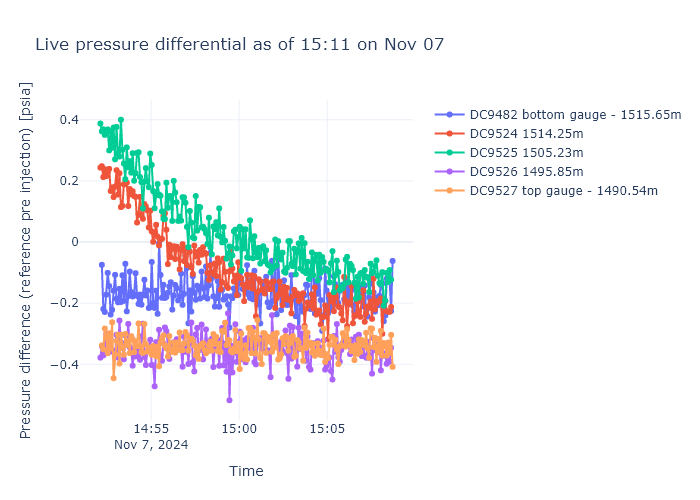 Live pressure differential as of 15:11 on Nov 07
Pressure difference (reference pre injection) [psia]
0.4
0.2
0
−0.2
−0.4
14:55
Nov 7, 2024
15:00
15:05
Time
DC9482 bottom gauge - 1515.65m
DC9524 1514.25m
DC9525 1505.23m
DC9526 1495.85m
DC9527 top gauge - 1490.54m